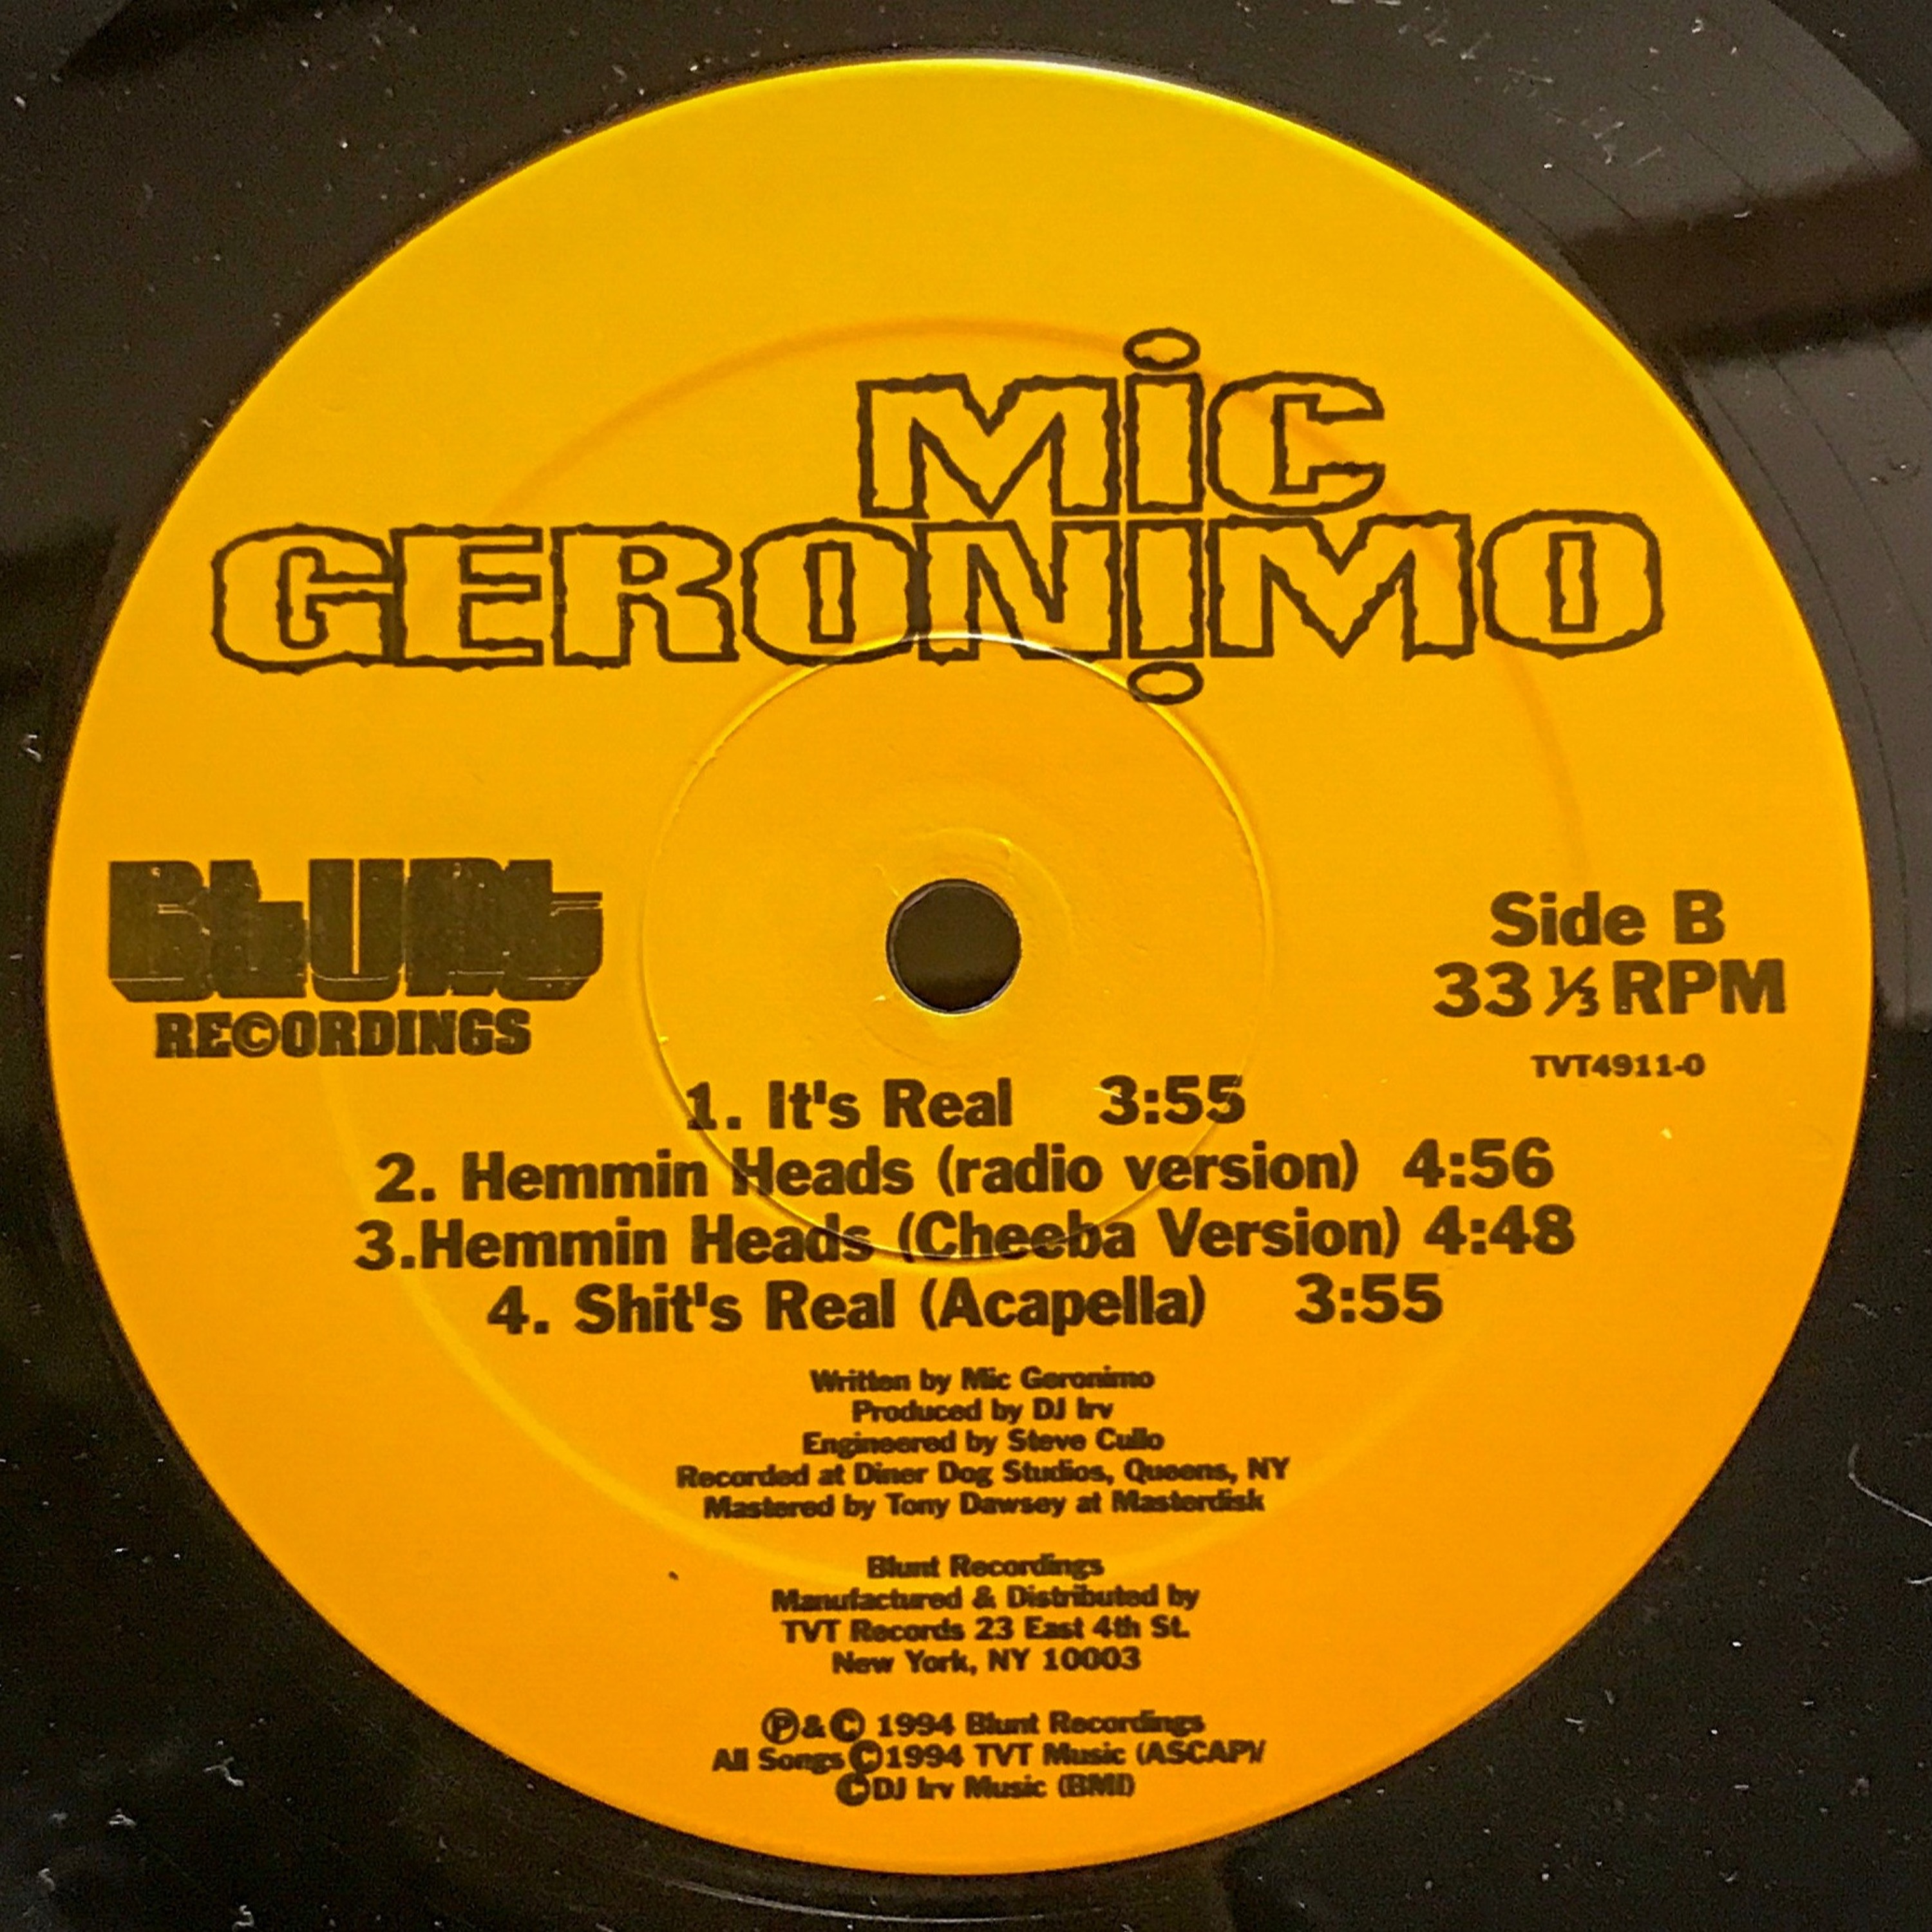 MiC
GERONiMO
BLUNT
RE©ORDINGS
Side B
33 ⅓ RPM
TVT4911-0
1. It's Real 3:55
2. Hemmin Heads (radio version) 4:56
3.Hemmin Heads (Cheeba Version) 4:48
4. Shit's Real (Acapella) 3:55
Written by Mic Geronimo
Produced by DJ Irv
Engineered by Steve Cullo
Recorded at Diner Dog Studios, Queens, NY
Mastered by Tony Dawsey at Masterdisk
Blunt Recordings
Manufactured & Distributed by
TVT Records 23 East 4th St.
New York, NY 10003
Ⓟ&© 1994 Blunt Recordings
All Songs ©1994 TVT Music (ASCAP)/
©DJ Irv Music (BMI)